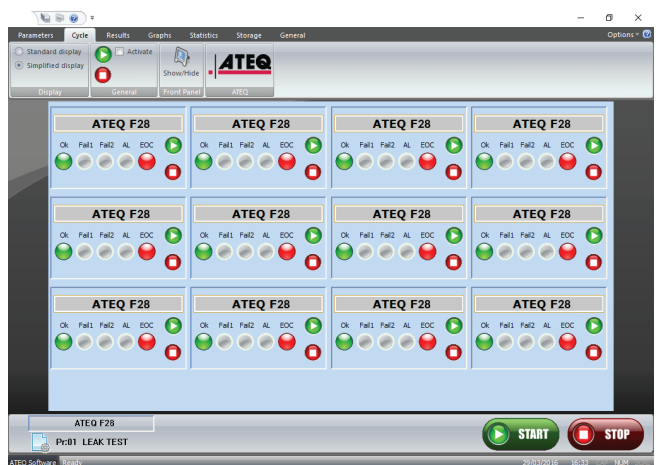 Parameters Cycle Results Graphs Statistics Storage General Options
Standard display Activate
Simplified display Show/Hide ATEQ
Display General Front Panel ATEQ
ATEQ F28 ATEQ F28 ATEQ F28 ATEQ F28
Ok Fail1 Fail2 AL EOC Ok Fail1 Fail2 AL EOC Ok Fail1 Fail2 AL EOC Ok Fail1 Fail2 AL EOC
ATEQ F28 ATEQ F28 ATEQ F28 ATEQ F28
Ok Fail1 Fail2 AL EOC Ok Fail1 Fail2 AL EOC Ok Fail1 Fail2 AL EOC Ok Fail1 Fail2 AL EOC
ATEQ F28 ATEQ F28 ATEQ F28 ATEQ F28
Ok Fail1 Fail2 AL EOC Ok Fail1 Fail2 AL EOC Ok Fail1 Fail2 AL EOC Ok Fail1 Fail2 AL EOC
ATEQ F28
Pr:01 LEAK TEST START STOP
ATEQ Software Ready 29/03/2016 16:33 NUM